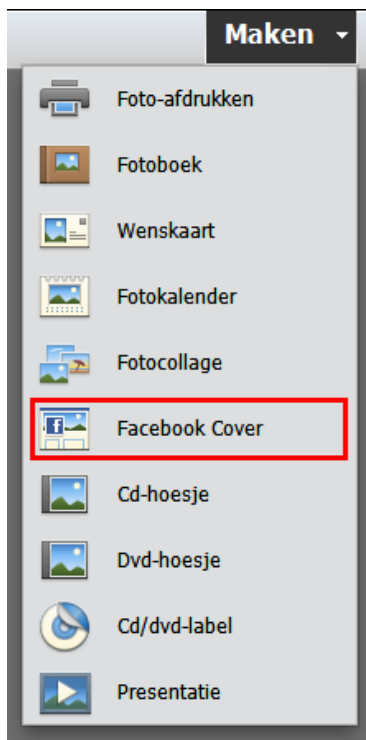 Maken
Foto-afdrukken
Fotoboek
Wenskaart
Fotokalender
Fotocollage
Facebook Cover
Cd-hoesje
Dvd-hoesje
Cd/dvd-label
Presentatie